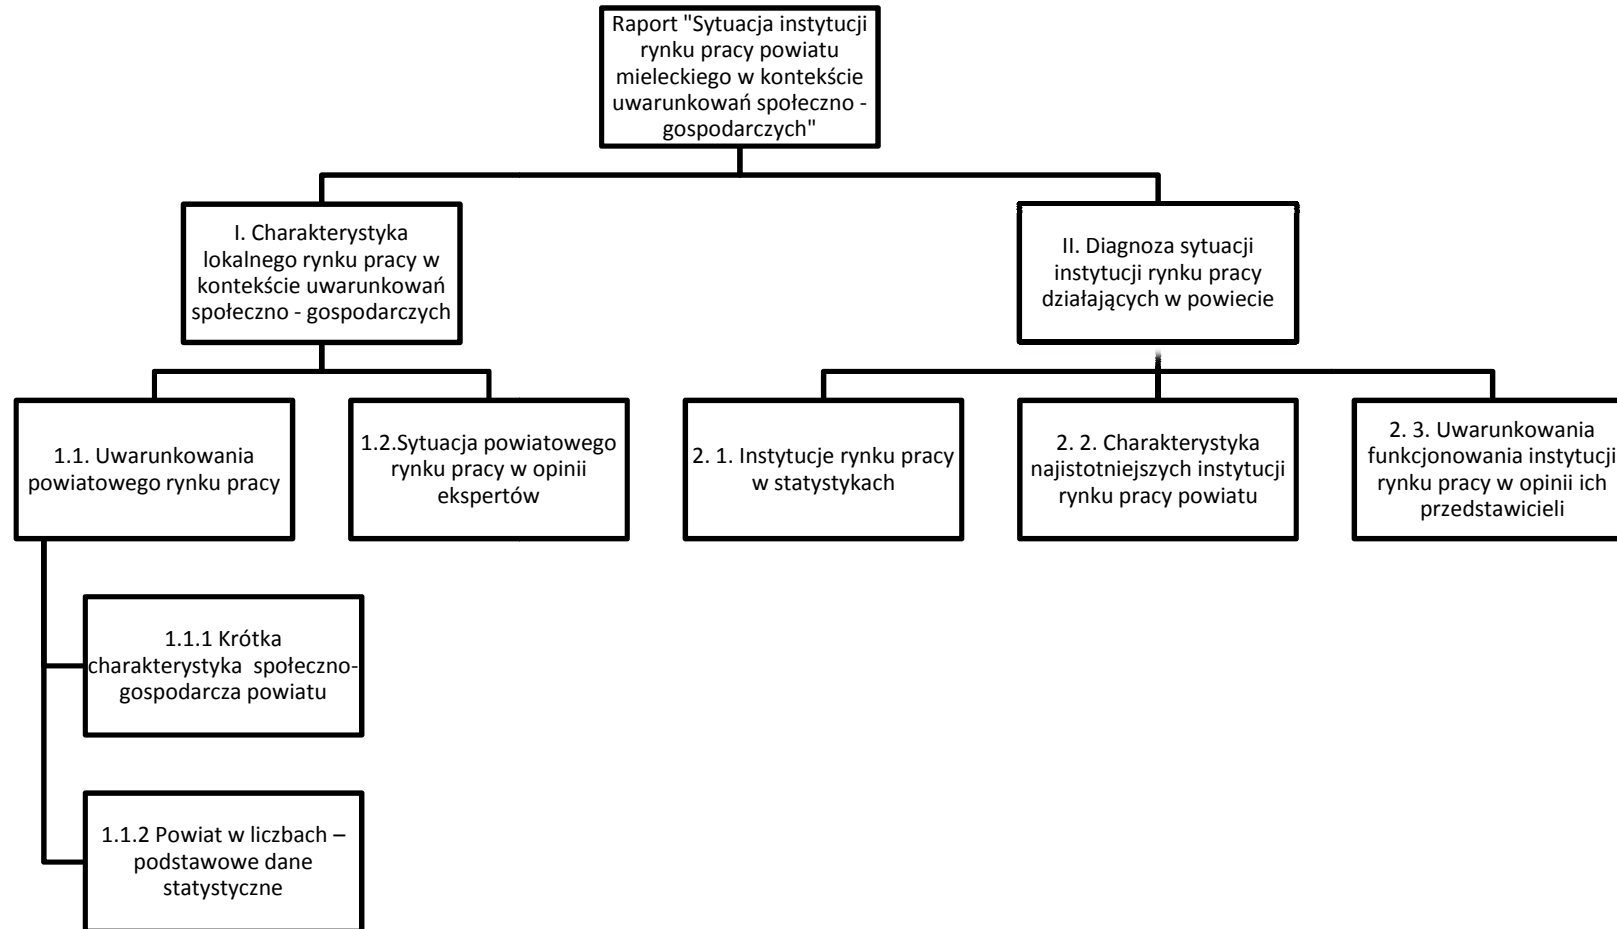 Raport "Sytuacja instytucji
rynku pracy powiatu
mieleckiego w kontekście
uwarunkowań społeczno -
gospodarczych"
I. Charakterystyka
lokalnego rynku pracy w
kontekście uwarunkowań
społeczno - gospodarczych
II. Diagnoza sytuacji
instytucji rynku pracy
działających w powiecie
1.1. Uwarunkowania
powiatowego rynku pracy
1.2.Sytuacja powiatowego
rynku pracy w opinii
ekspertów
2. 1. Instytucje rynku pracy
w statystykach
2. 2. Charakterystyka
najistotniejszych instytucji
rynku pracy powiatu
2. 3. Uwarunkowania
funkcjonowania instytucji
rynku pracy w opinii ich
przedstawicieli
1.1.1 Krótka
charakterystyka  społeczno-
gospodarcza powiatu
1.1.2 Powiat w liczbach –
podstawowe dane
statystyczne